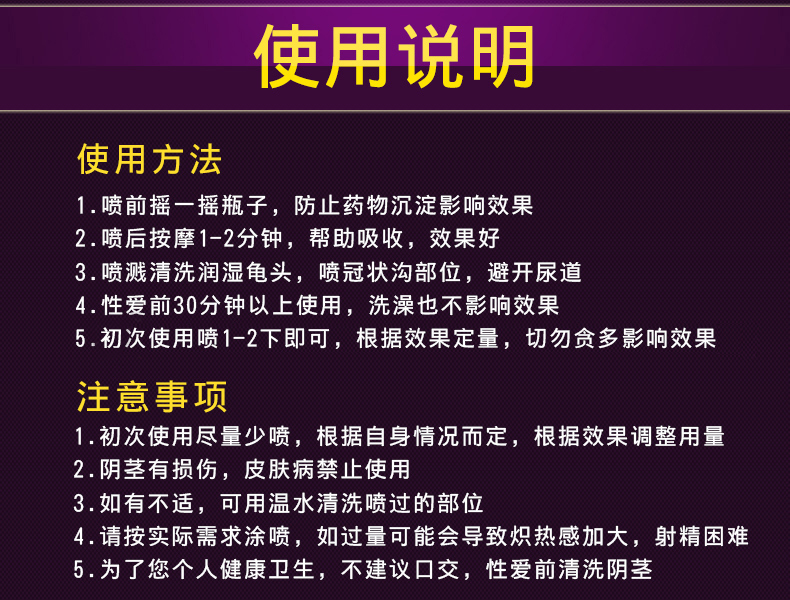 使用说明
使用方法
1.喷前摇一摇瓶子，防止药物沉淀影响效果
2.喷后按摩1-2分钟，帮助吸收，效果好
3.喷溅清洗润湿龟头，喷冠状沟部位，避开尿道
4.性爱前30分钟以上使用，洗澡也不影响效果
5.初次使用喷1-2下即可，根据效果定量，切勿贪多影响效果
注意事项
1.初次使用尽量少喷，根据自身情况而定，根据效果调整用量
2.阴茎有损伤，皮肤病禁止使用
3.如有不适，可用温水清洗喷过的部位
4.请按实际需求涂喷，如过量可能会导致炽热感加大，射精困难
5.为了您个人健康卫生，不建议口交，性爱前清洗阴茎